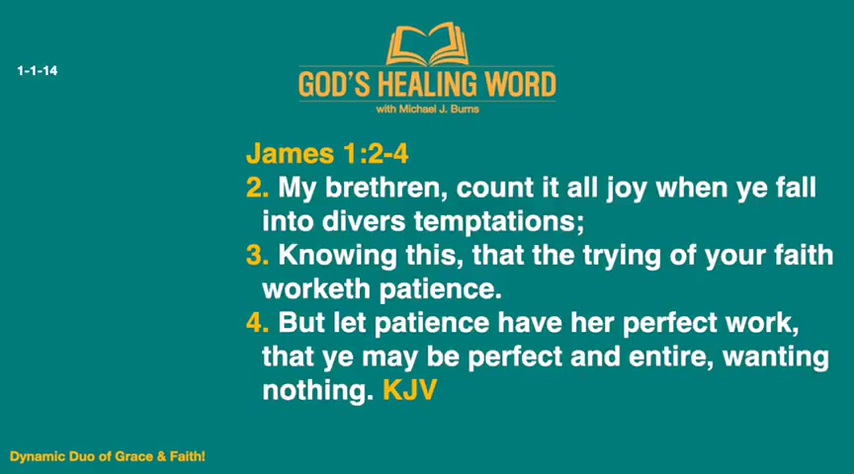 1-1-14
GOD'S HEALING WORD
with Michael J. Burns
James 1:2-4
2. My brethren, count it all joy when ye fall
into divers temptations;
3. Knowing this, that the trying of your faith
worketh patience.
4. But let patience have her perfect work,
that ye may be perfect and entire, wanting
nothing. KJV
Dynamic Duo of Grace & Faith!